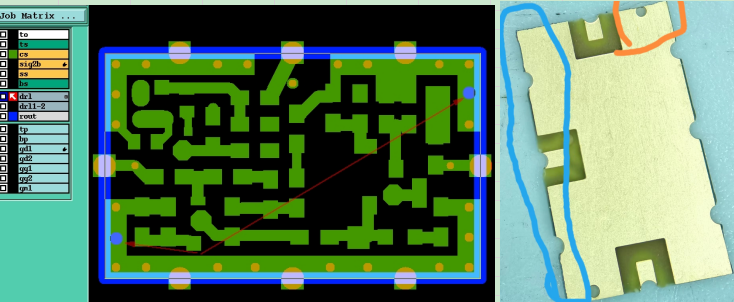 Job Matrix ...
to
ts
cs
sig2b
ss
bs
drl
drl1-2
rout
tp
bp
gd1
gd2
gg1
gg2
gm1